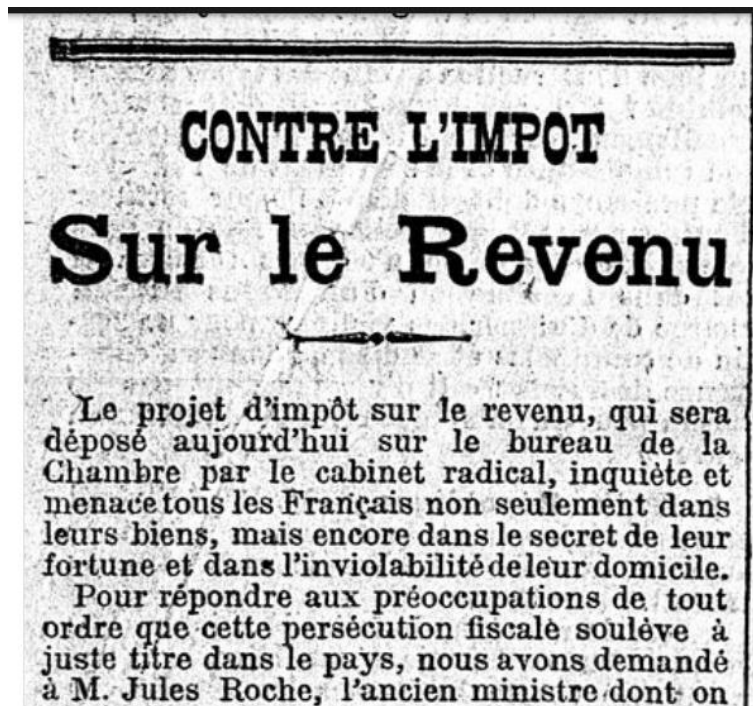 CONTRE L'IMPOT
Sur le Revenu
Le projet d'impôt sur le revenu, qui sera
déposé aujourd'hui sur le bureau de la
Chambre par le cabinet radical, inquiète et
menace tous les Français non seulement dans
leurs biens, mais encore dans le secret de leur
fortune et dans l'inviolabilité de leur domicile.
Pour répondre aux préoccupations de tout
ordre que cette persécution fiscale soulève à
juste titre dans le pays, nous avons demandé
à M. Jules Roche, l'ancien ministre dont on